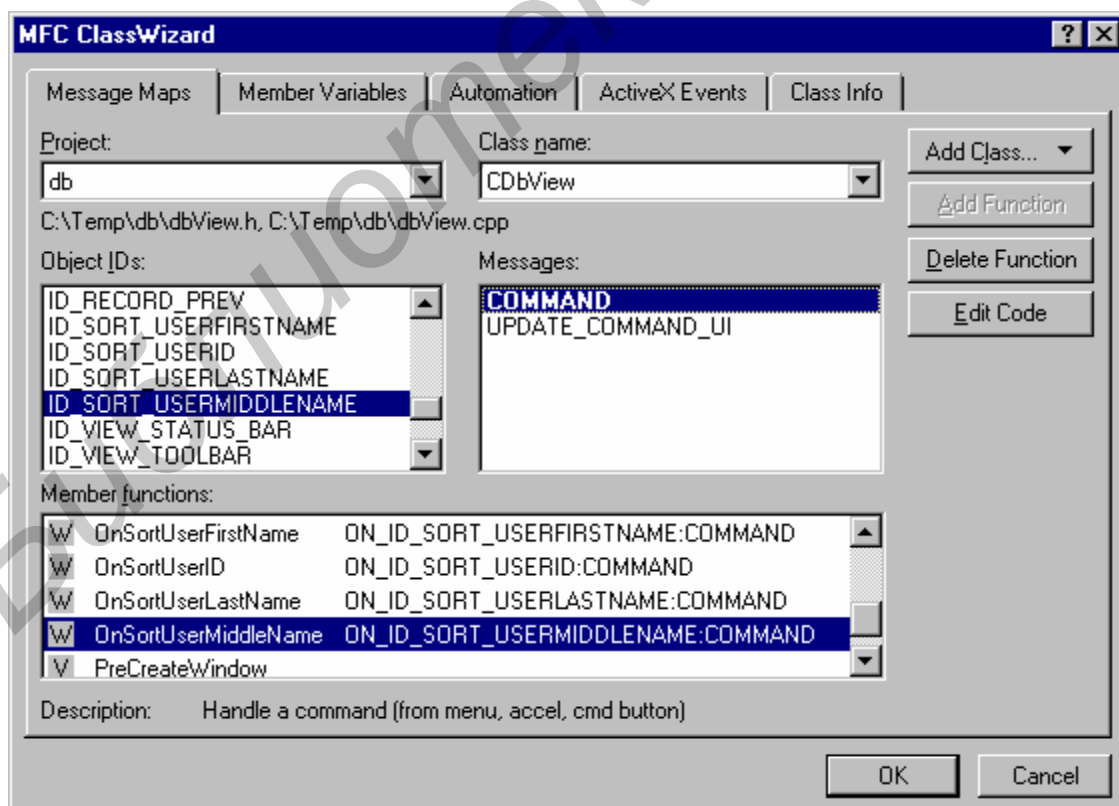 MFC ClassWizard
Message Maps Member Variables Automation ActiveX Events Class Info
Project: Class name:
Add Class...
db CDbView
Add Function
C:\Temp\db\dbView.h, C:\Temp\db\dbView.cpp
Object IDs: Messages:
Delete Function
ID_RECORD_PREV COMMAND
Edit Code
ID_SORT_USERFIRSTNAME UPDATE_COMMAND_UI
ID_SORT_USERID
ID_SORT_USERLASTNAME
ID_SORT_USERMIDDLENAME
ID_VIEW_STATUS_BAR
ID_VIEW_TOOLBAR
Member functions:
W OnSortUserFirstName ON_ID_SORT_USERFIRSTNAME:COMMAND
W OnSortUserID ON_ID_SORT_USERID:COMMAND
W OnSortUserLastName ON_ID_SORT_USERLASTNAME:COMMAND
W OnSortUserMiddleName ON_ID_SORT_USERMIDDLENAME:COMMAND
V PreCreateWindow
Description: Handle a command (from menu, accel, cmd button)
OK Cancel